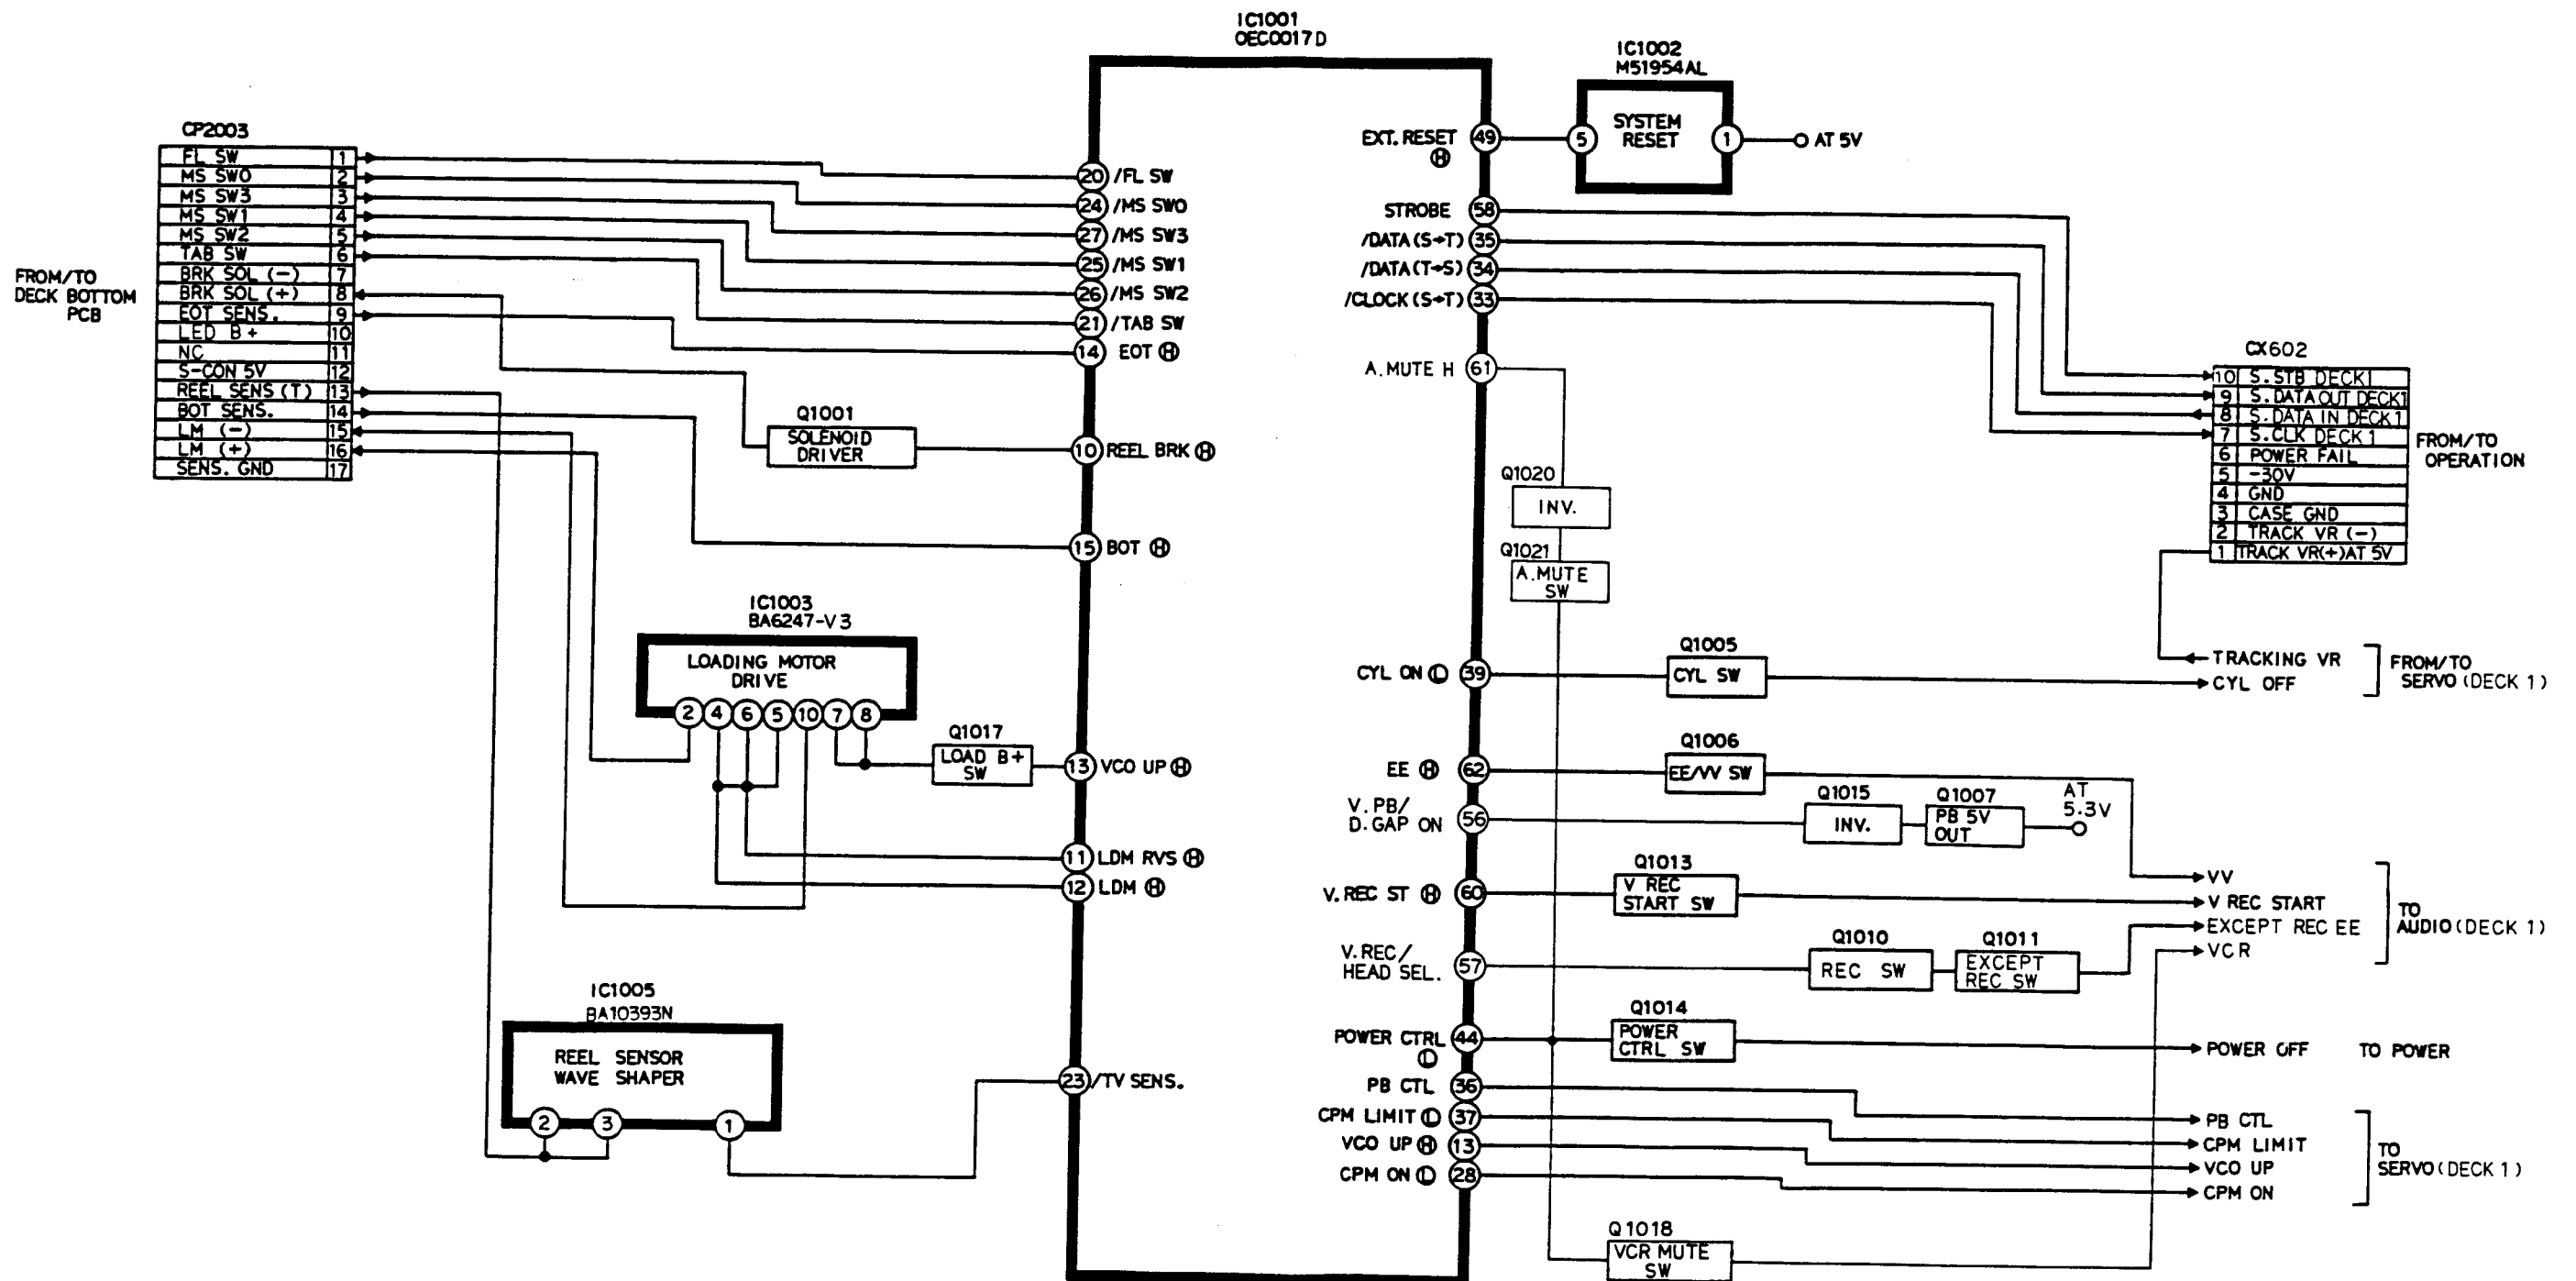 IC1001
OEC0017D
IC1002
M51954AL
SYSTEM
RESET
5
1
AT 5V
CP2003
FL SW 1
MS SW0 2
MS SW3 3
MS SW1 4
MS SW2 5
TAB SW 6
BRK SOL (-) 7
BRK SOL (+) 8
EOT SENS. 9
LED B+ 10
NC 11
S-CON 5V 12
REEL SENS (T) 13
BOT SENS. 14
LM (-) 15
LM (+) 16
SENS. GND 17
FROM/TO
DECK BOTTOM
PCB
20 /FL SW
24 /MS SW0
27 /MS SW3
25 /MS SW1
26 /MS SW2
21 /TAB SW
14 EOT Ⓗ
Q1001
SOLENOID
DRIVER
10 REEL BRK Ⓗ
15 BOT Ⓗ
IC1003
BA6247-V3
LOADING MOTOR
DRIVE
2 4 6 5 10 7 8
Q1017
LOAD B+
SW
13 VCO UP Ⓗ
11 LDM RVS Ⓗ
12 LDM Ⓗ
IC1005
BA10393N
REEL SENSOR
WAVE SHAPER
2 3 1
23 /TV SENS.
EXT. RESET 49
Ⓗ
STROBE 58
/DATA(S→T) 35
/DATA(T→S) 34
/CLOCK(S→T) 33
A.MUTE H 61
Q1020
INV.
Q1021
A.MUTE
SW
CX602
10 S.STB DECK1
9 S.DATA OUT DECK1
8 S.DATA IN DECK1
7 S.CLK DECK 1
6 POWER FAIL
5 -30V
4 GND
3 CASE GND
2 TRACK VR (-)
1 TRACK VR(+)AT 5V
FROM/TO
OPERATION
CYL ON Ⓛ 39
Q1005
CYL SW
TRACKING VR
CYL OFF
FROM/TO
SERVO (DECK 1)
EE Ⓗ 62
Q1006
EE/VV SW
V.PB/
D.GAP ON 56
Q1015
INV.
Q1007
PB 5V
OUT
AT
5.3V
V.REC ST Ⓗ 60
Q1013
V REC
START SW
VV
V REC START
EXCEPT REC EE
VCR
TO
AUDIO (DECK 1)
V.REC/
HEAD SEL. 57
Q1010
REC SW
Q1011
EXCEPT
REC SW
POWER CTRL 44
Ⓛ
Q1014
POWER
CTRL SW
POWER OFF TO POWER
PB CTL 36
CPM LIMIT Ⓛ 37
VCO UP Ⓗ 13
CPM ON Ⓛ 28
PB CTL
CPM LIMIT
VCO UP
CPM ON
TO
SERVO (DECK 1)
Q1018
VCR MUTE
SW